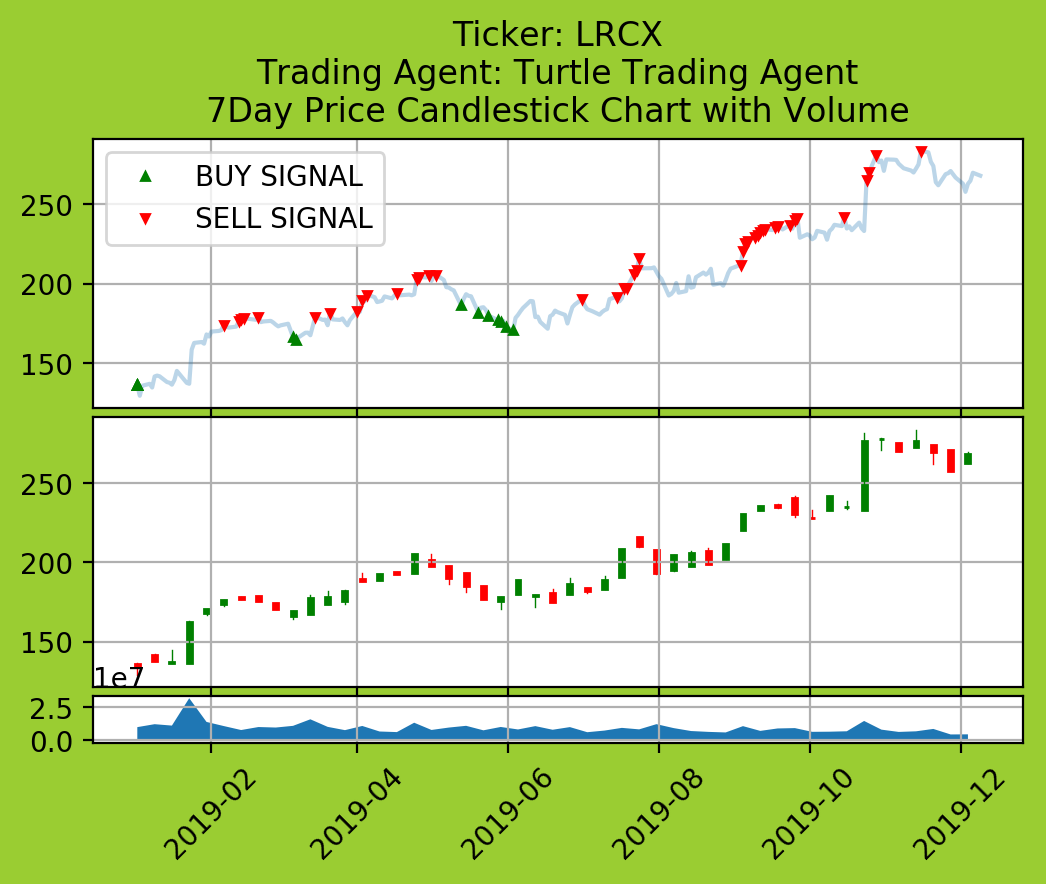 Ticker: LRCX
Trading Agent: Turtle Trading Agent
7Day Price Candlestick Chart with Volume
BUY SIGNAL
SELL SIGNAL
250
200
150
250
200
150
1e7
2.5
0.0
2019-02
2019-04
2019-06
2019-08
2019-10
2019-12